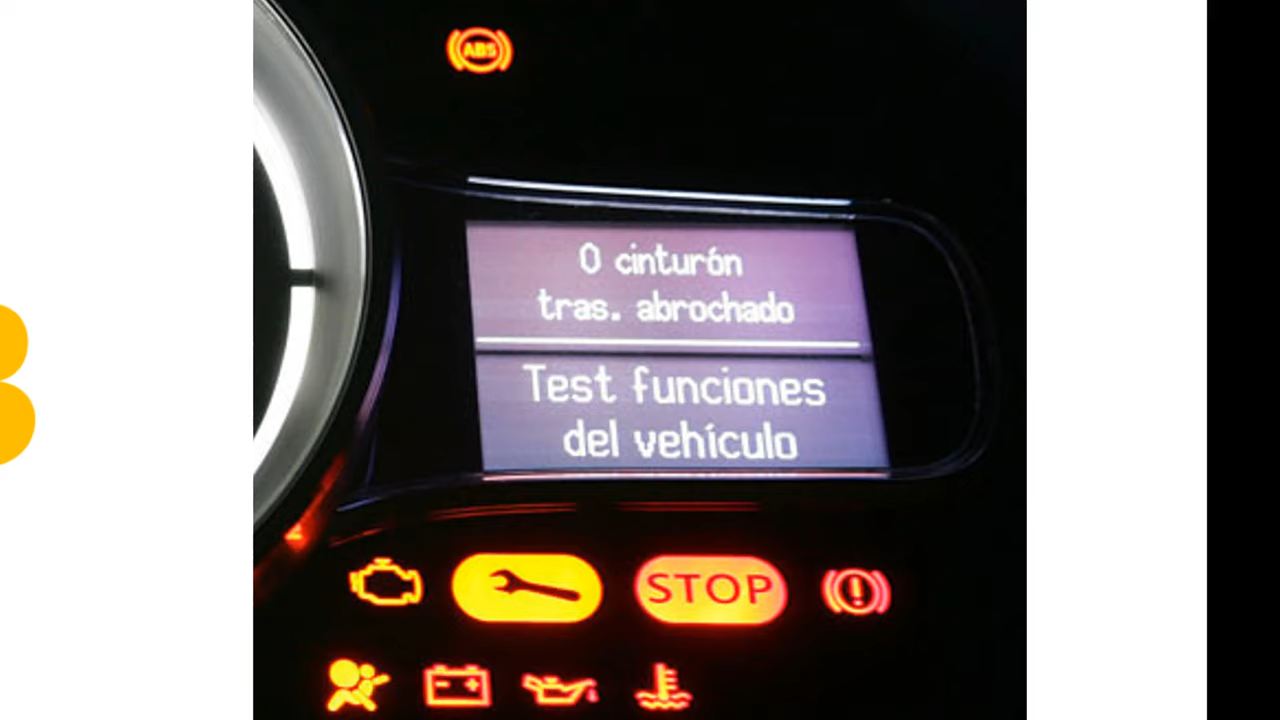 ABS
0 cinturón
tras. abrochado
Test funciones
del vehículo
STOP